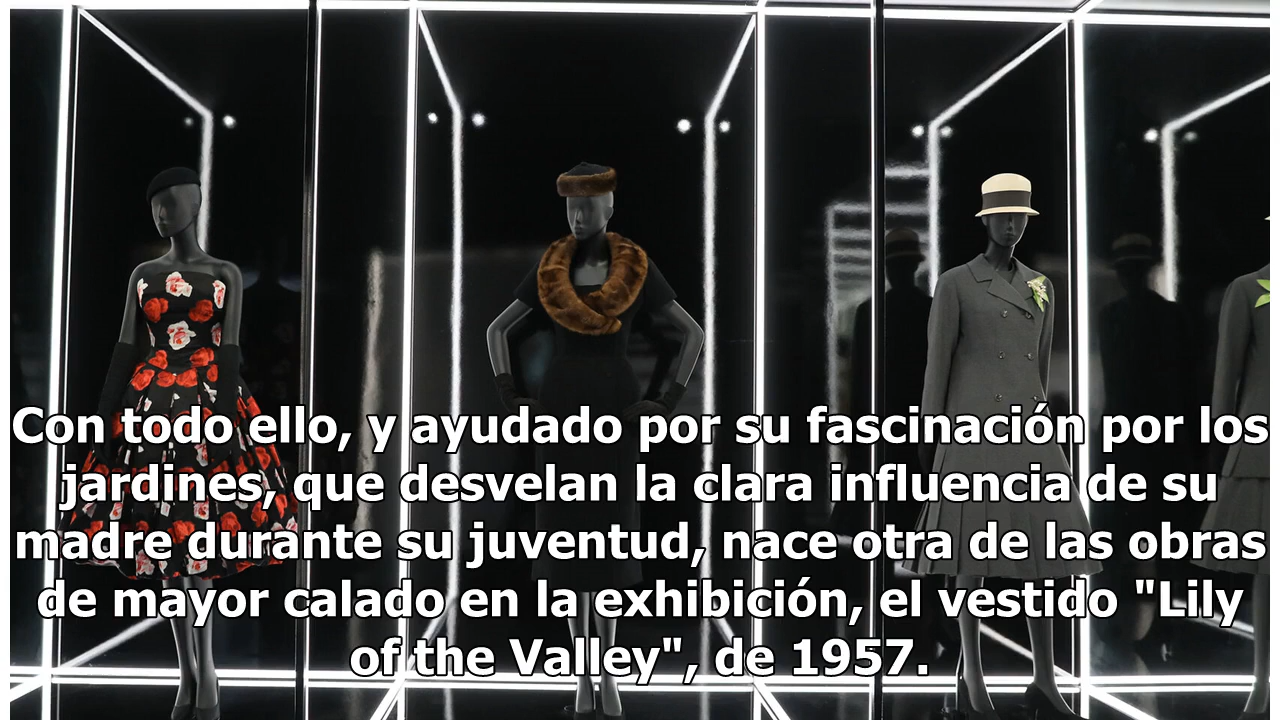 Con todo ello, y ayudado por su fascinación por los
jardines, que desvelan la clara influencia de su
madre durante su juventud, nace otra de las obras
de mayor calado en la exhibición, el vestido "Lily
of the Valley", de 1957.